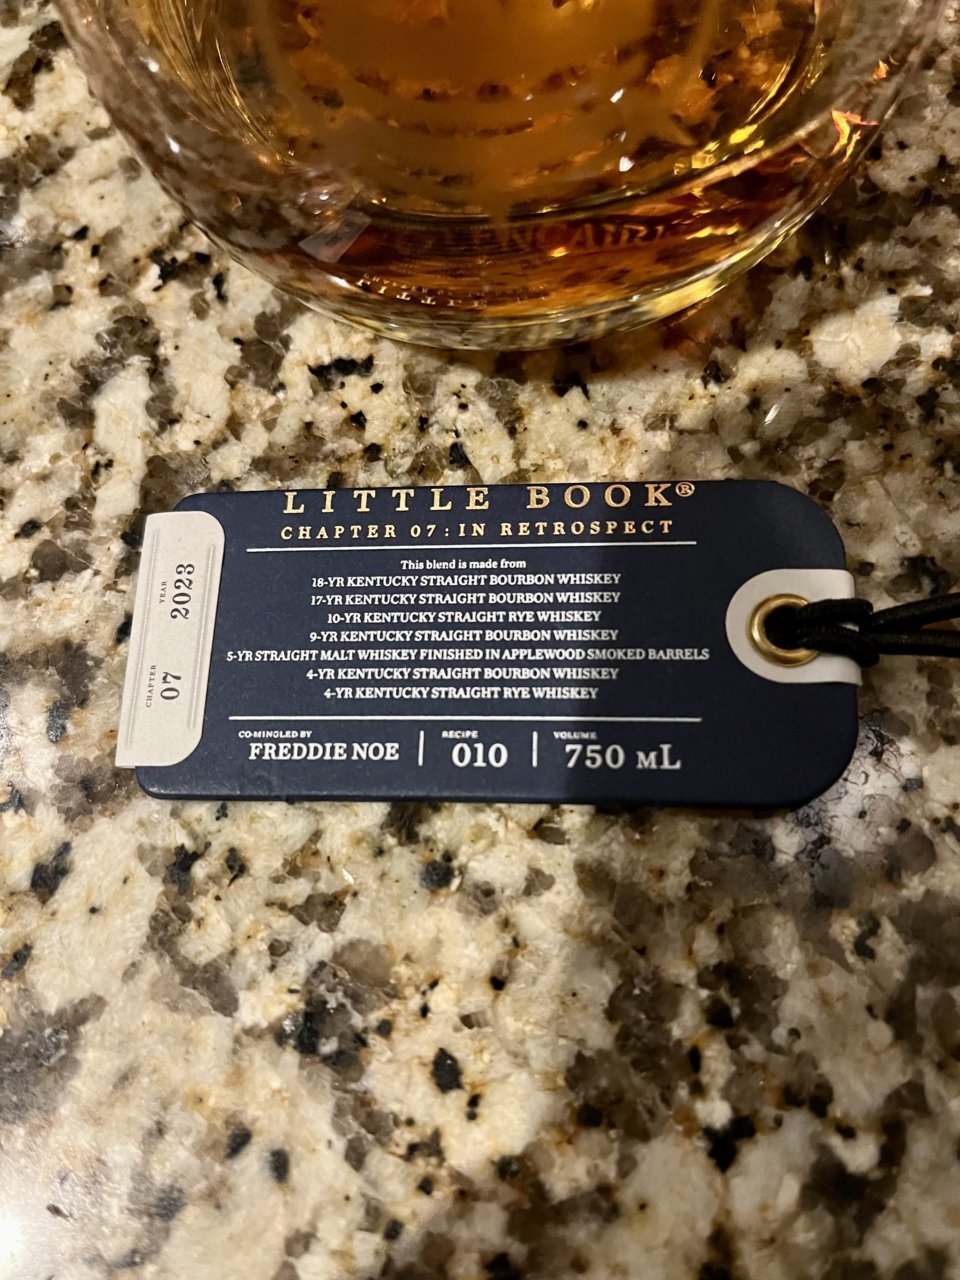 GLENCAIRN
LITTLE BOOK®
CHAPTER 07: IN RETROSPECT
This blend is made from
18-YR KENTUCKY STRAIGHT BOURBON WHISKEY
17-YR KENTUCKY STRAIGHT BOURBON WHISKEY
10-YR KENTUCKY STRAIGHT RYE WHISKEY
9-YR KENTUCKY STRAIGHT BOURBON WHISKEY
5-YR STRAIGHT MALT WHISKEY FINISHED IN APPLEWOOD SMOKED BARRELS
4-YR KENTUCKY STRAIGHT BOURBON WHISKEY
4-YR KENTUCKY STRAIGHT RYE WHISKEY
CO-MINGLED BY
FREDDIE NOE
RECIPE
010
VOLUME
750 mL
CHAPTER
07
YEAR
2023